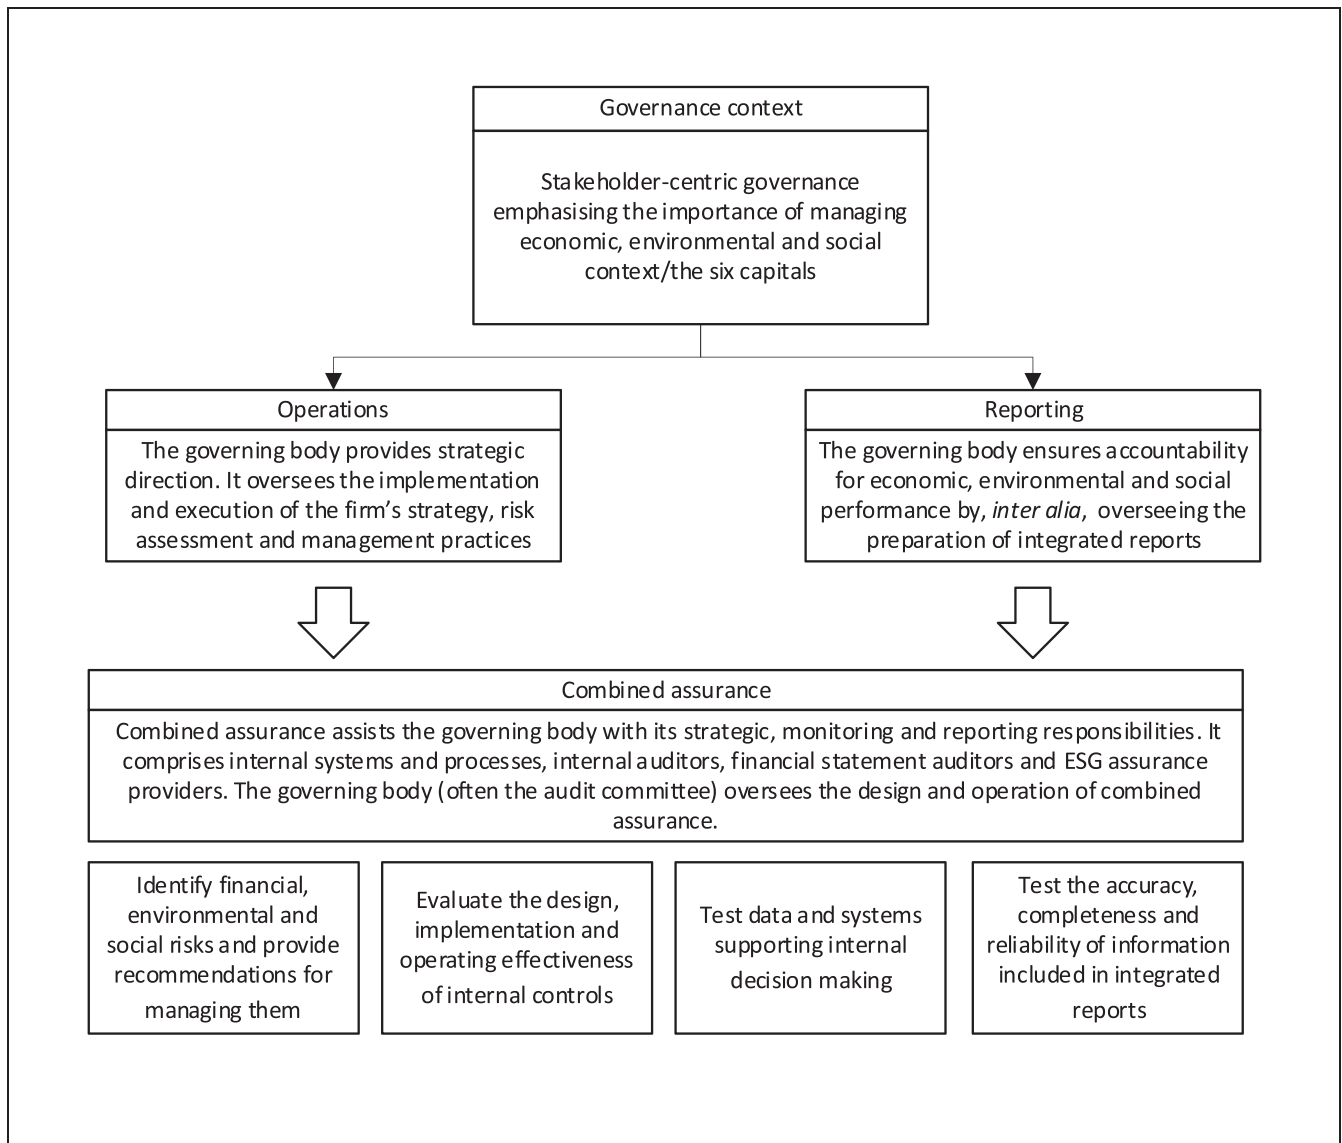 Governance context
Stakeholder-centric governance
emphasising the importance of managing
economic, environmental and social
context/the six capitals
Operations
The governing body provides strategic
direction. It oversees the implementation
and execution of the firm's strategy, risk
assessment and management practices
Reporting
The governing body ensures accountability
for economic, environmental and social
performance by, inter alia, overseeing the
preparation of integrated reports
Combined assurance
Combined assurance assists the governing body with its strategic, monitoring and reporting responsibilities. It
comprises internal systems and processes, internal auditors, financial statement auditors and ESG assurance
providers. The governing body (often the audit committee) oversees the design and operation of combined
assurance.
Identify financial,
environmental and
social risks and provide
recommendations for
managing them
Evaluate the design,
implementation and
operating effectiveness
of internal controls
Test data and systems
supporting internal
decision making
Test the accuracy,
completeness and
reliability of information
included in integrated
reports